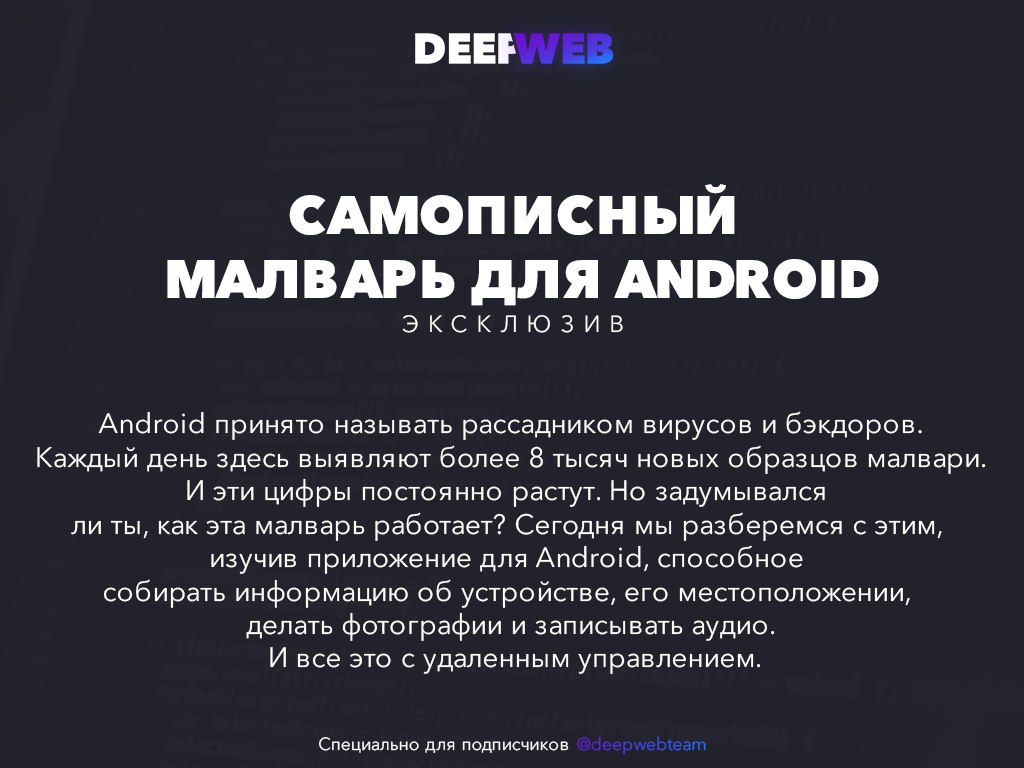 DEEPWEB
САМОПИСНЫЙ
МАЛВАРЬ ДЛЯ ANDROID
ЭКСКЛЮЗИВ
Android принято называть рассадником вирусов и бэкдоров.
Каждый день здесь выявляют более 8 тысяч новых образцов малвари.
И эти цифры постоянно растут. Но задумывался
ли ты, как эта малварь работает? Сегодня мы разберемся с этим,
изучив приложение для Android, способное
собирать информацию об устройстве, его местоположении,
делать фотографии и записывать аудио.
И все это с удаленным управлением.
Специально для подписчиков @deepwebteam